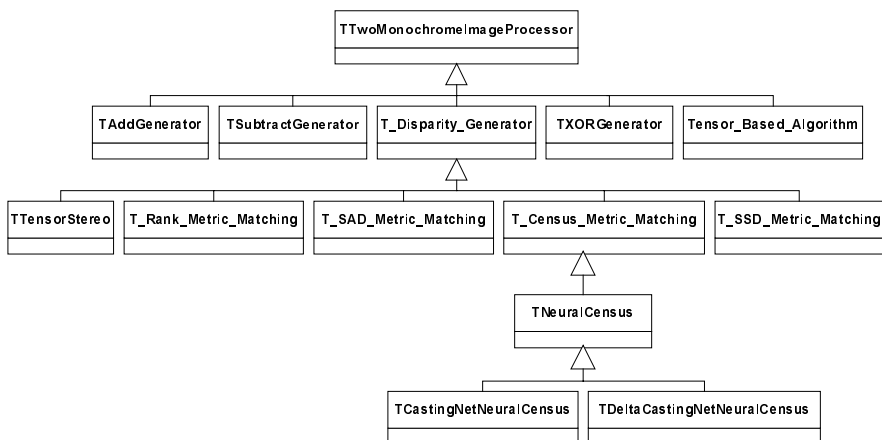 TTwoMonochromeImageProcessor
TAddGenerator
TSubtractGenerator
T_Disparity_Generator
TXORGenerator
Tensor_Based_Algorithm
TTensorStereo
T_Rank_Metric_Matching
T_SAD_Metric_Matching
T_Census_Metric_Matching
T_SSD_Metric_Matching
TNeuralCensus
TCastingNetNeuralCensus
TDeltaCastingNetNeuralCensus